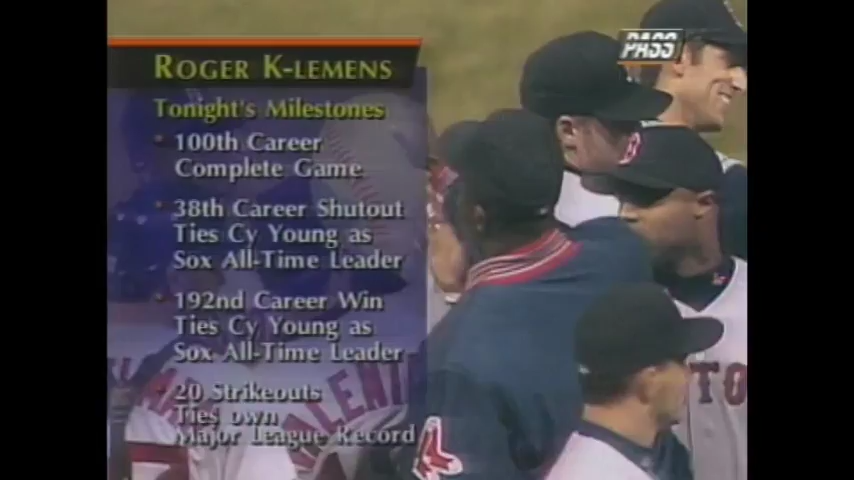 PASS
ROGER K-LEMENS
Tonight's Milestones
100th Career
Complete Game
38th Career Shutout
Ties Cy Young as
Sox All-Time Leader
192nd Career Win
Ties Cy Young as
Sox All-Time Leader
20 Strikeouts
Ties own
Major League Record
VALENTI
TO
B